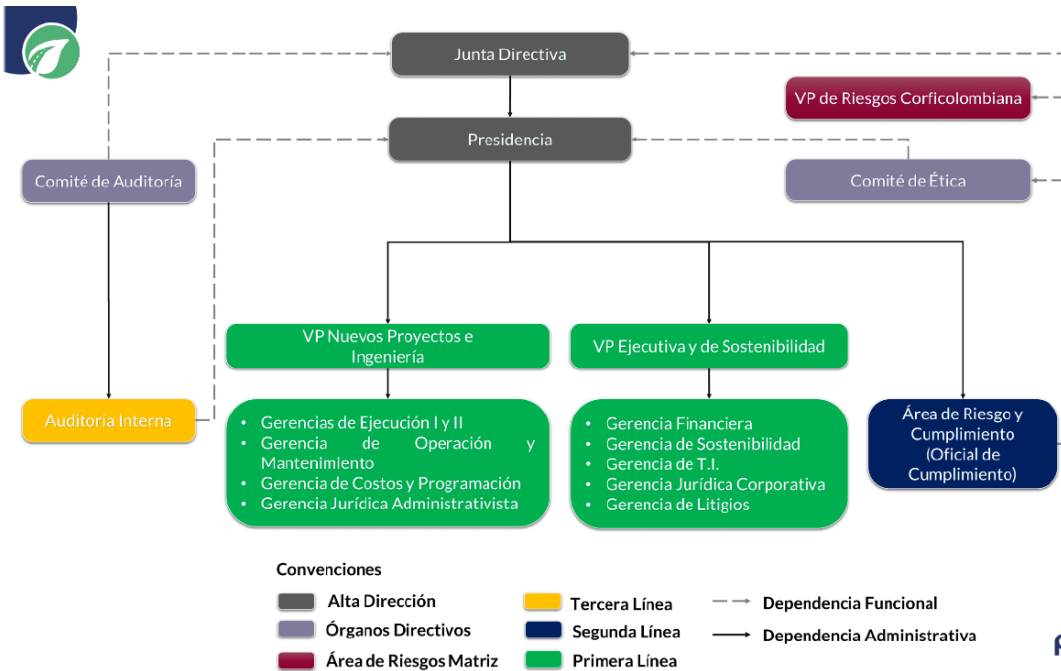 Junta Directiva
VP de Riesgos Corficolombiana
Presidencia
Comité de Auditoría
Comité de Ética
VP Nuevos Proyectos e
Ingeniería
VP Ejecutiva y de Sostenibilidad
Auditoria Interna
• Gerencias de Ejecución I y II
• Gerencia de Operación y
Mantenimiento
• Gerencia de Costos y Programación
• Gerencia Jurídica Administrativista
• Gerencia Financiera
• Gerencia de Sostenibilidad
• Gerencia de T.I.
• Gerencia Jurídica Corporativa
• Gerencia de Litigios
Área de Riesgo y
Cumplimiento
(Oficial de
Cumplimiento)
Convenciones
Alta Dirección
Órganos Directivos
Área de Riesgos Matriz
Tercera Línea
Segunda Línea
Primera Línea
Dependencia Funcional
Dependencia Administrativa